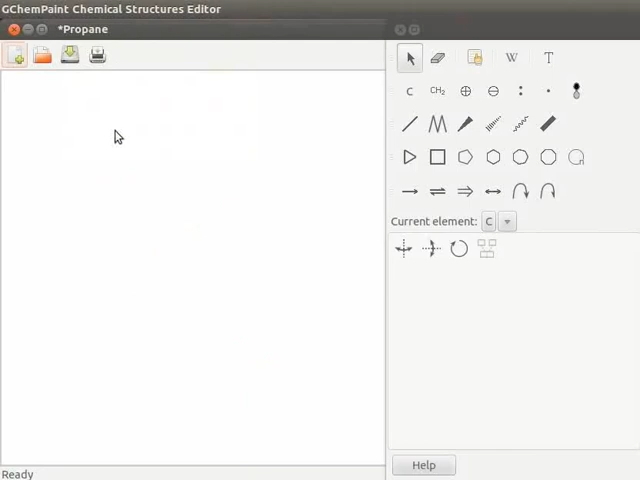 GChemPaint Chemical Structures Editor
*Propane
W T
C CH₂
Current element: C
Help
Ready